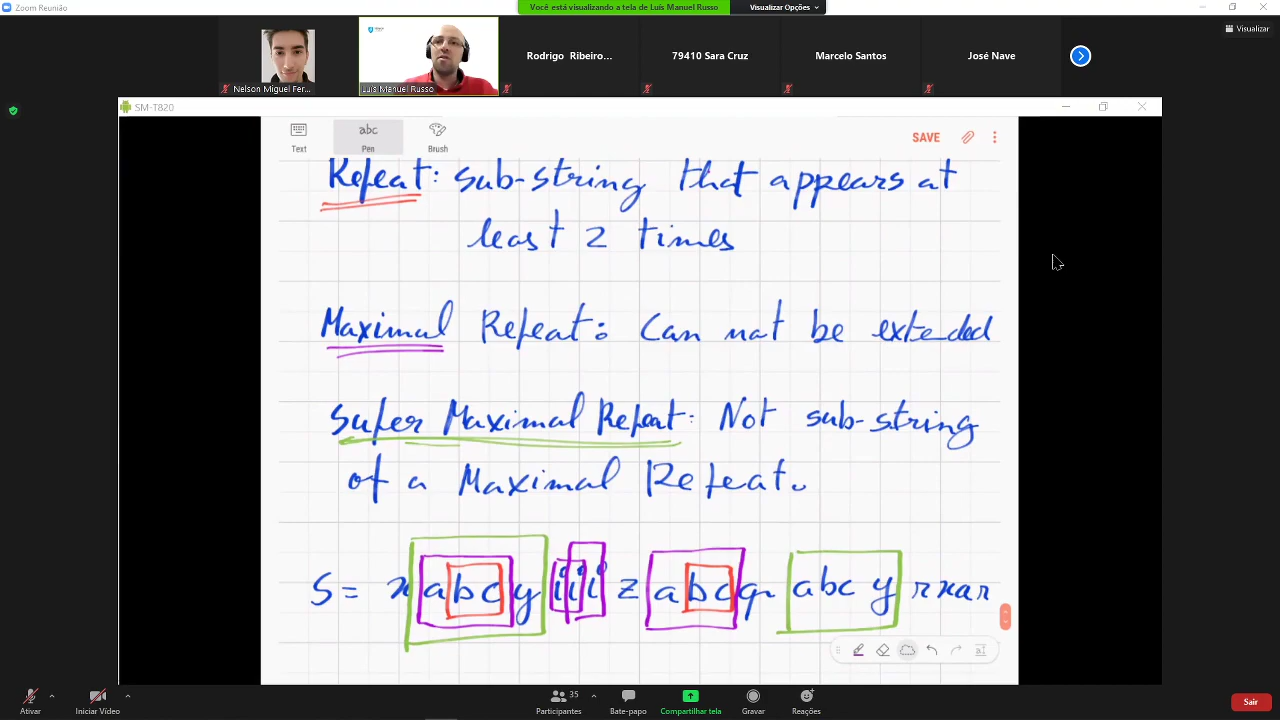 Zoom Reunião
Você está visualizando a tela de Luís Manuel Russo
Visualizar Opções
Visualizar
Nelson Miguel Fer...
Luís Manuel Russo
Rodrigo Ribeiro...
79410 Sara Cruz
Marcelo Santos
José Nave
SM-T820
Text
abc
Pen
Brush
SAVE
Repeat: sub-string that appears at
least 2 times
Maximal Repeat: Can not be extended
Super Maximal Repeat: Not sub-string
of a Maximal Repeat.
S = x abc y iii z abc q abc y r x a r
Ativar
Iniciar Vídeo
35
Participantes
Bate-papo
Compartilhar tela
Gravar
Reações
Sair